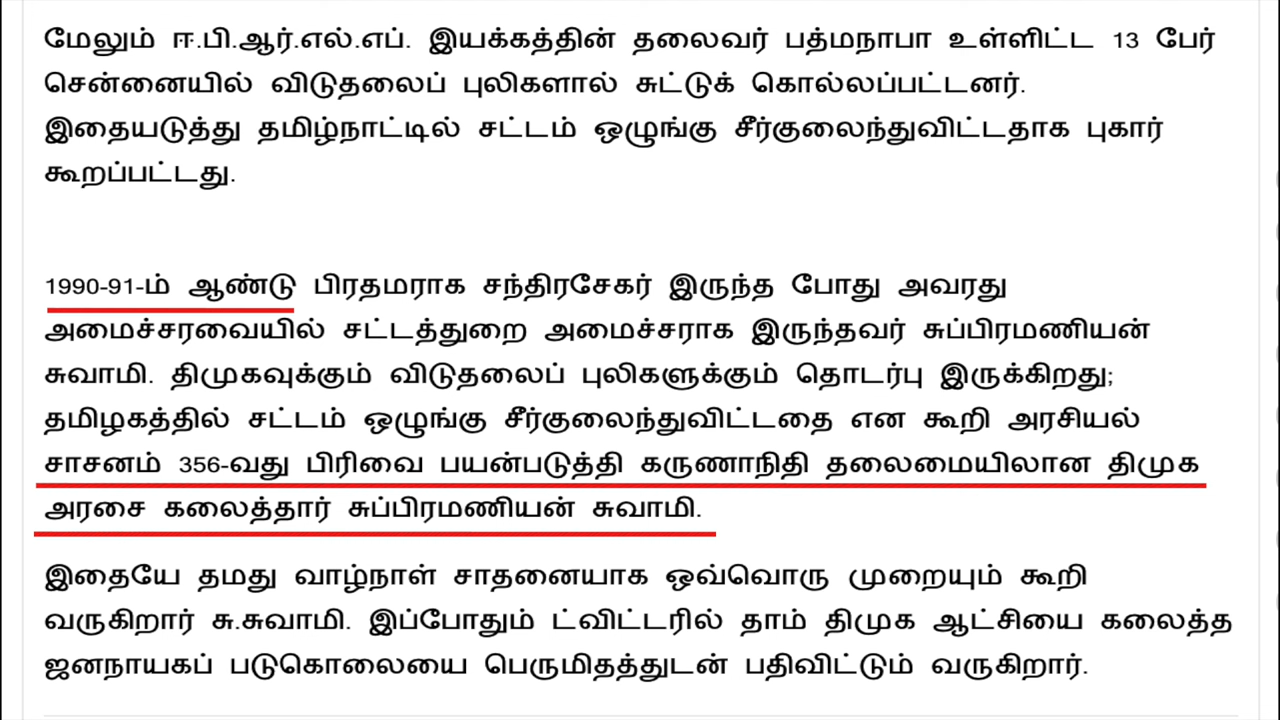 மேலும் ஈ.பி.ஆர்.எல்.எப். இயக்கத்தின் தலைவர் பத்மநாபா உள்ளிட்ட 13 பேர்
சென்னையில் விடுதலைப் புலிகளால் சுட்டுக் கொல்லப்பட்டனர்.
இதையடுத்து தமிழ்நாட்டில் சட்டம் ஒழுங்கு சீர்குலைந்துவிட்டதாக புகார்
கூறப்பட்டது.
1990-91-ம் ஆண்டு பிரதமராக சந்திரசேகர் இருந்த போது அவரது
அமைச்சரவையில் சட்டத்துறை அமைச்சராக இருந்தவர் சுப்பிரமணியன்
சுவாமி. திமுகவுக்கும் விடுதலைப் புலிகளுக்கும் தொடர்பு இருக்கிறது;
தமிழகத்தில் சட்டம் ஒழுங்கு சீர்குலைந்துவிட்டதை என கூறி அரசியல்
சாசனம் 356-வது பிரிவை பயன்படுத்தி கருணாநிதி தலைமையிலான திமுக
அரசை கலைத்தார் சுப்பிரமணியன் சுவாமி.
இதையே தமது வாழ்நாள் சாதனையாக ஒவ்வொரு முறையும் கூறி
வருகிறார் சு.சுவாமி. இப்போதும் ட்விட்டரில் தாம் திமுக ஆட்சியை கலைத்த
ஜனநாயகப் படுகொலையை பெருமிதத்துடன் பதிவிட்டும் வருகிறார்.